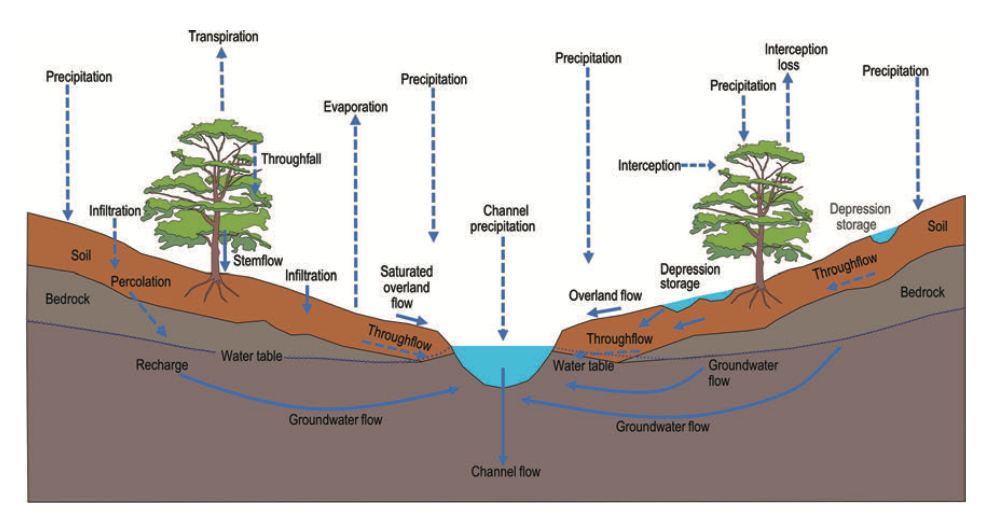 Transpiration
Interception
loss
Precipitation
Precipitation
Precipitation
Precipitation
Precipitation
Evaporation
Throughfall
Interception
Infiltration
Channel
precipitation
Depression
storage
Soil
Stemflow
Infiltration
Saturated
overland
flow
Depression
storage
Throughflow
Soil
Percolation
Bedrock
Overland flow
Bedrock
Throughflow
Throughflow
Water table
Recharge
Water table
Groundwater
flow
Groundwater flow
Groundwater flow
Channel flow